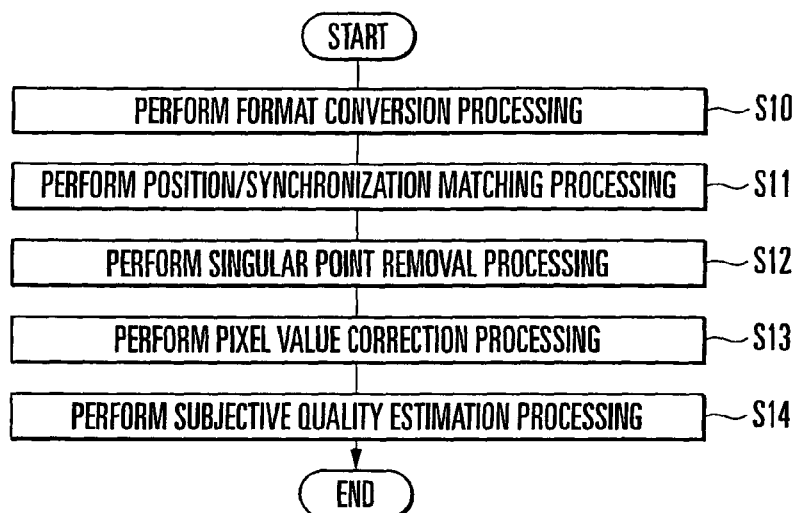 START
PERFORM FORMAT CONVERSION PROCESSING S10
PERFORM POSITION/SYNCHRONIZATION MATCHING PROCESSING S11
PERFORM SINGULAR POINT REMOVAL PROCESSING S12
PERFORM PIXEL VALUE CORRECTION PROCESSING S13
PERFORM SUBJECTIVE QUALITY ESTIMATION PROCESSING S14
END